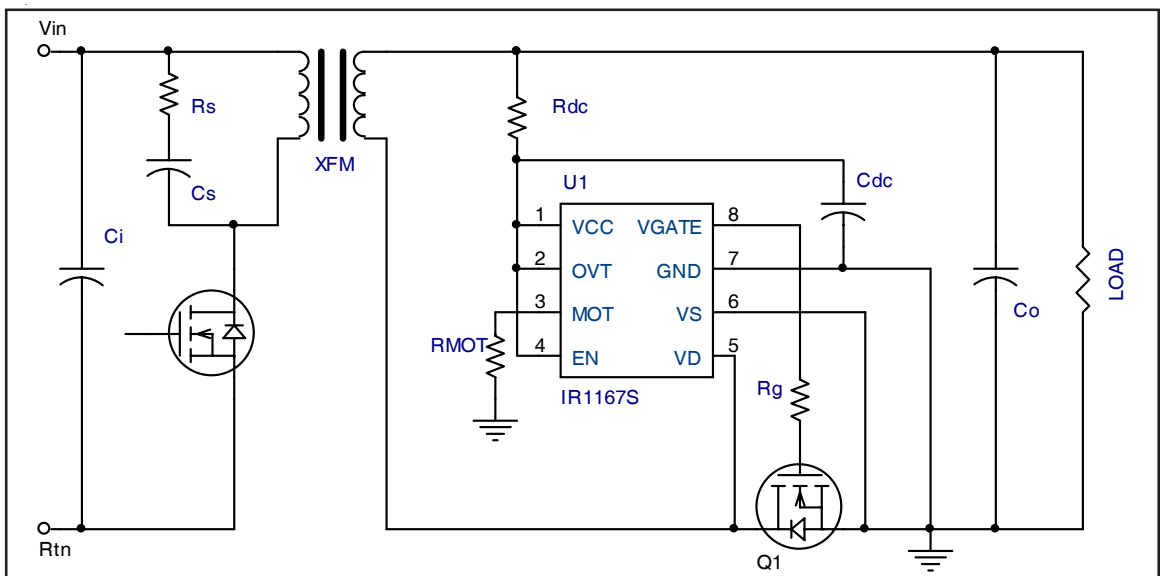 Vin
Rs
Cs
Ci
XFM
Rdc
Cdc
U1
1 VCC VGATE 8
2 OVT GND 7
3 MOT VS 6
4 EN VD 5
RMOT
IR1167S
Rg
Co
LOAD
Rtn
Q1